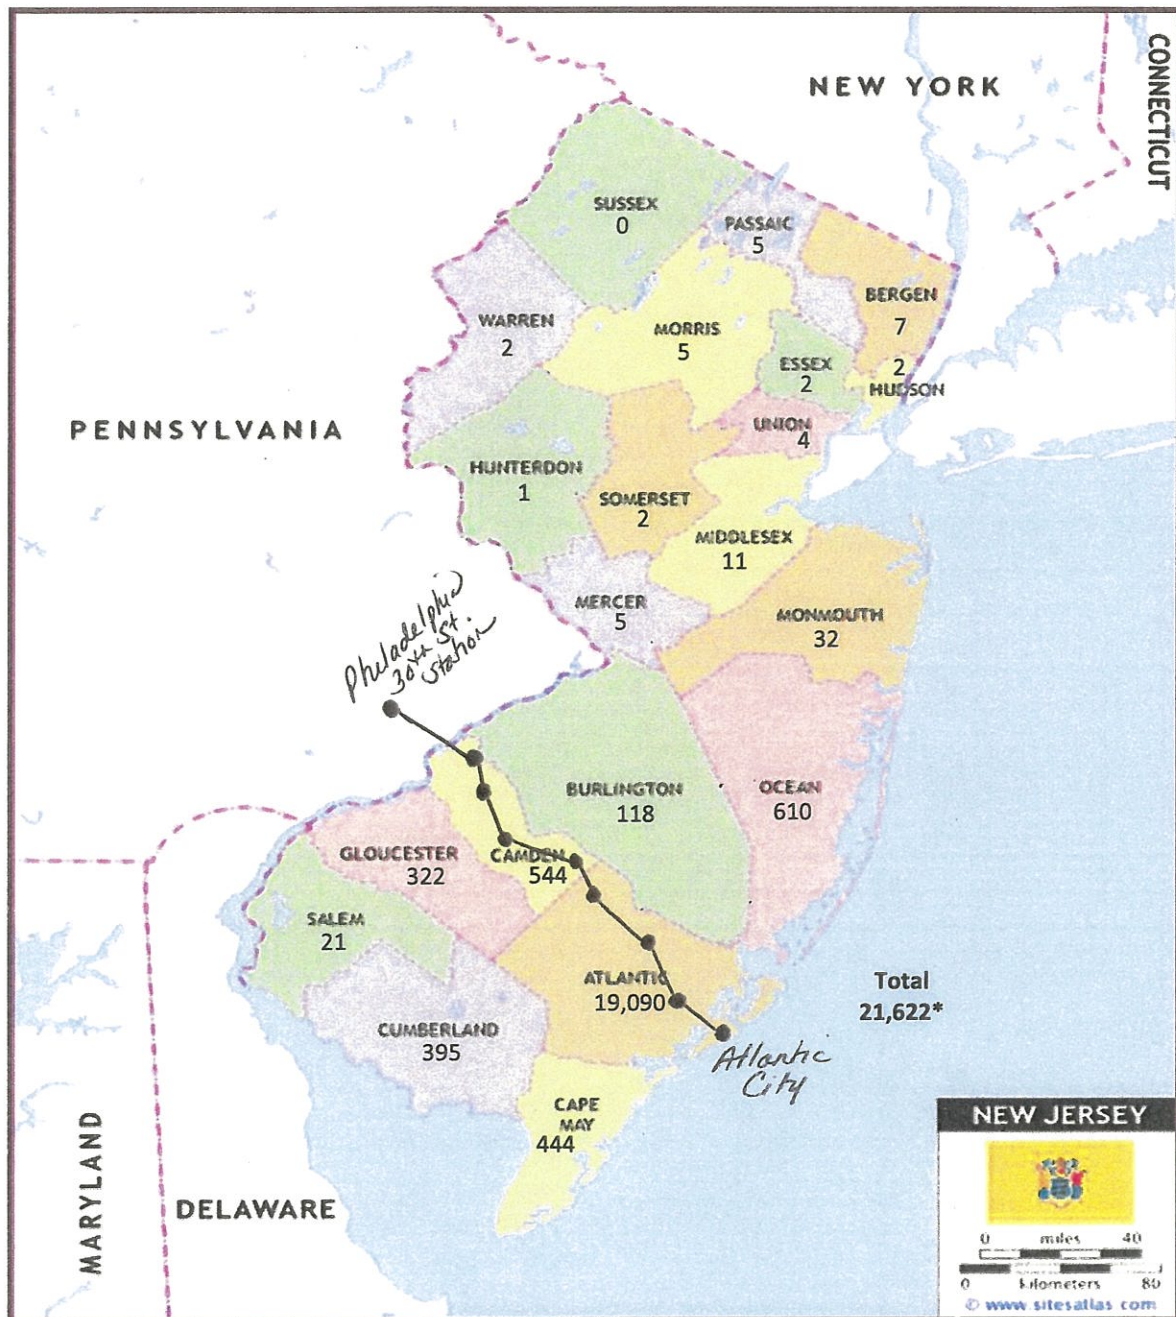 NEW YORK
CONNECTICUT
SUSSEX
0
PASSAIC
5
BERGEN
7
WARREN
2
MORRIS
5
ESSEX
2
2
HUDSON
PENNSYLVANIA
UNION
4
HUNTERDON
1
SOMERSET
2
MIDDLESEX
11
MERCER
5
MONMOUTH
32
Philadelphia
30th St
Station
BURLINGTON
118
OCEAN
610
GLOUCESTER
322
CAMDEN
544
SALEM
21
ATLANTIC
19,090
Total
21,622*
CUMBERLAND
395
Atlantic
City
CAPE
MAY
444
MARYLAND
DELAWARE
NEW JERSEY
0 miles 40
0 kilometers 80
© www.sitesatlas.com